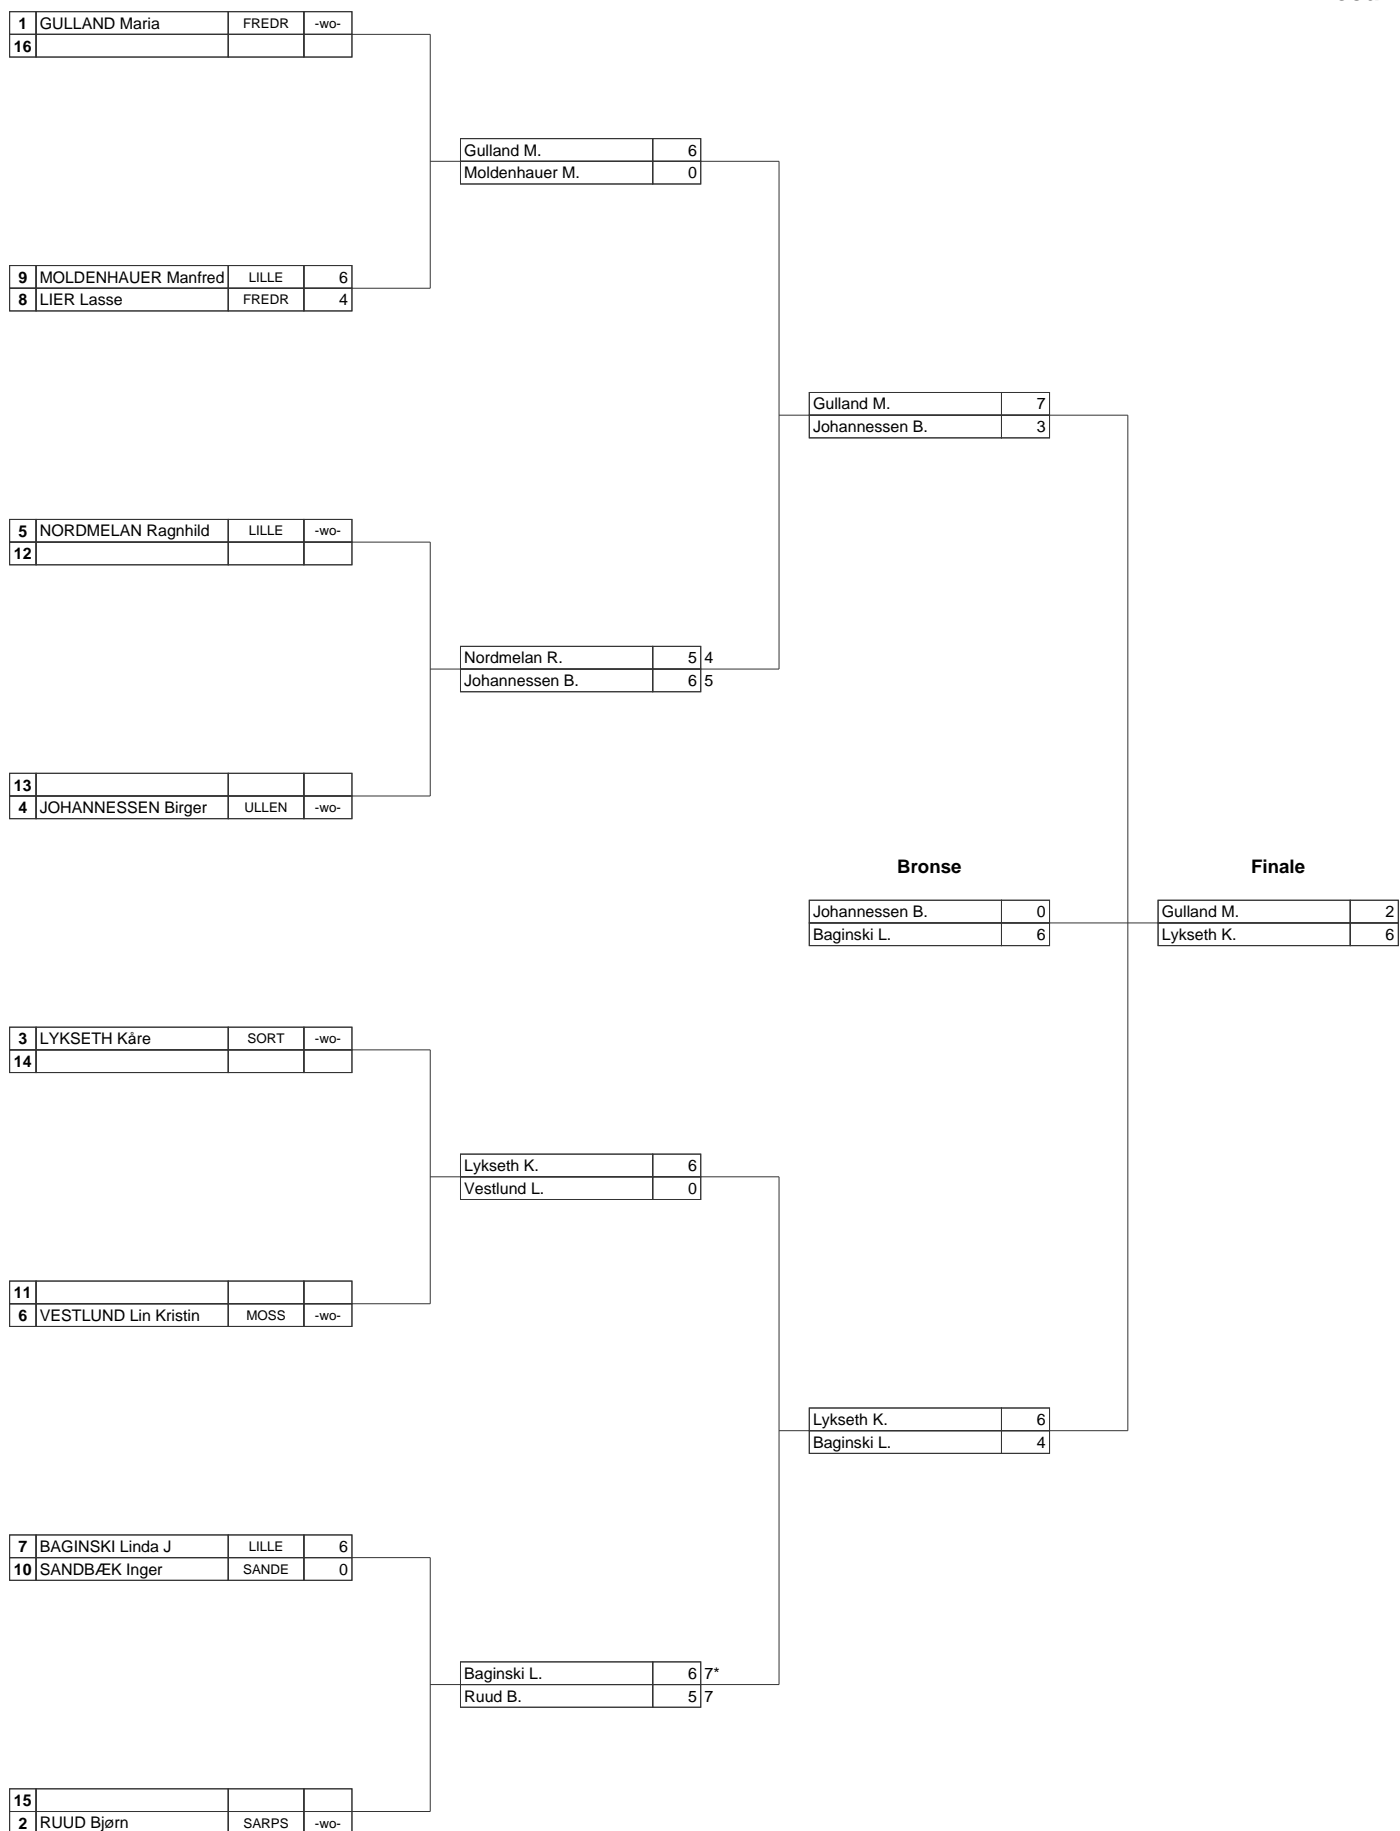 1 GULLAND Maria FREDR -wo-
16
Gulland M. 6
Moldenhauer M. 0
9 MOLDENHAUER Manfred LILLE 6
8 LIER Lasse FREDR 4
Gulland M. 7
Johannessen B. 3
5 NORDMELAN Ragnhild LILLE -wo-
12
Nordmelan R. 5 4
Johannessen B. 6 5
13
4 JOHANNESSEN Birger ULLEN -wo-
Bronse Finale
Johannessen B. 0 Gulland M. 2
Baginski L. 6 Lykseth K. 6
3 LYKSETH Kåre SORT -wo-
14
Lykseth K. 6
Vestlund L. 0
11
6 VESTLUND Lin Kristin MOSS -wo-
Lykseth K. 6
Baginski L. 4
7 BAGINSKI Linda J LILLE 6
10 SANDBÆK Inger SANDE 0
Baginski L. 6 7*
Ruud B. 5 7
15
2 RUUD Bjørn SARPS -wo-